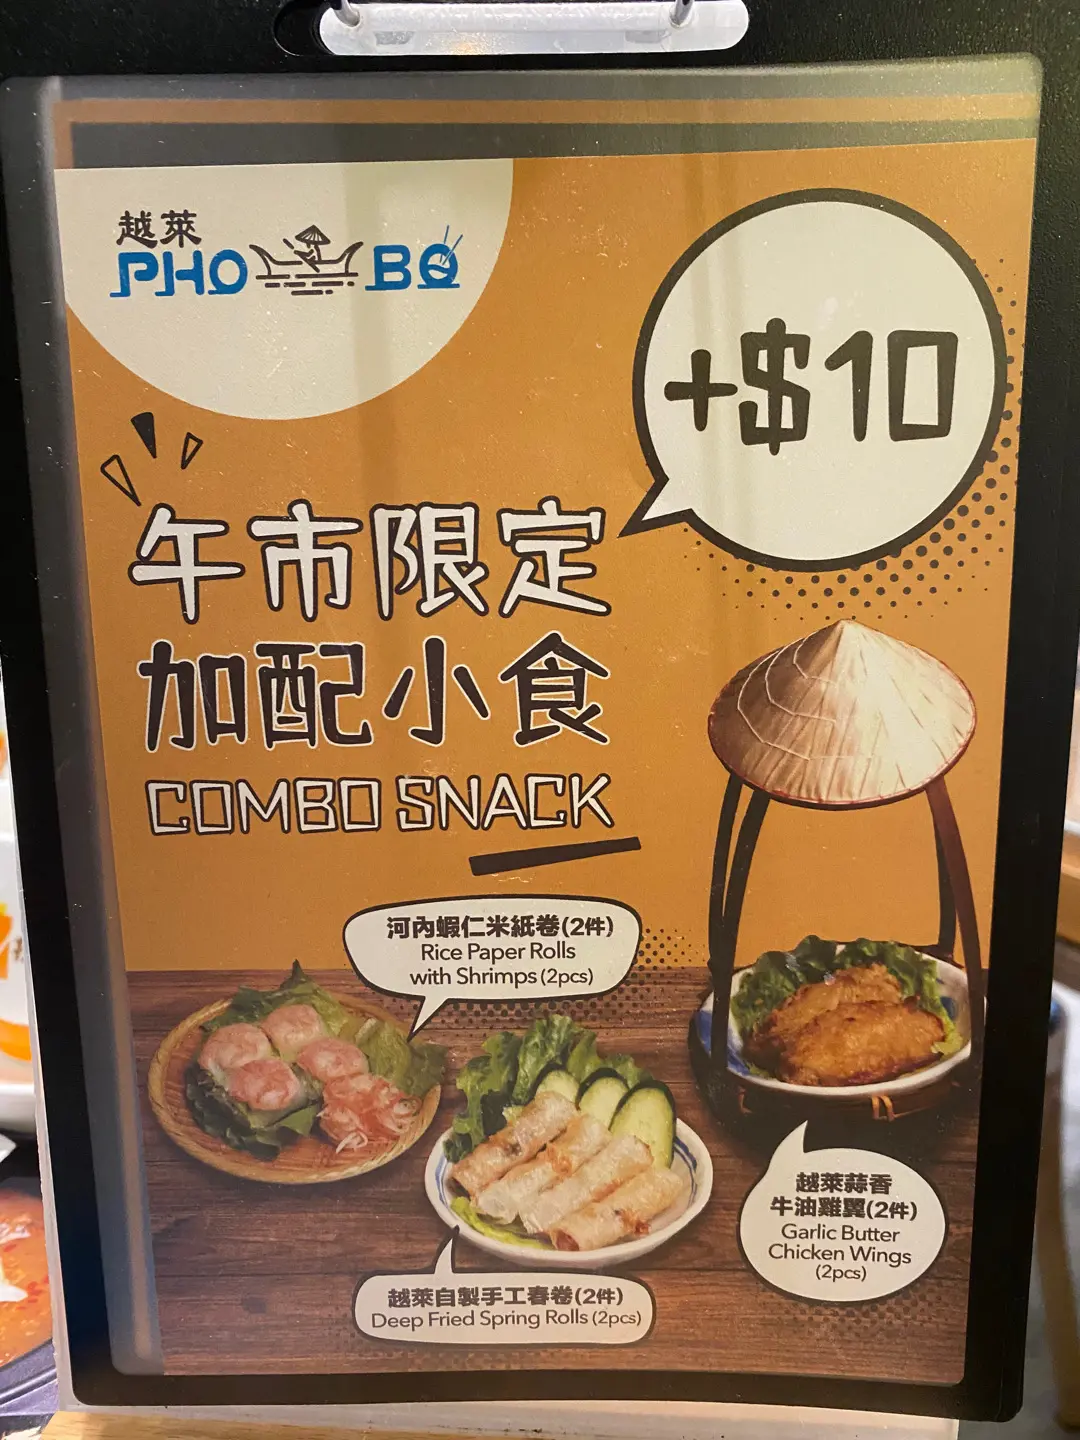 越萊
PHO BO
+$10
午市限定
加配小食
COMBO SNACK
河內蝦仁米紙卷(2件)
Rice Paper Rolls
with Shrimps (2pcs)
越萊蒜香
牛油雞翼(2件)
Garlic Butter
Chicken Wings
(2pcs)
越萊自製手工春卷(2件)
Deep Fried Spring Rolls (2pcs)